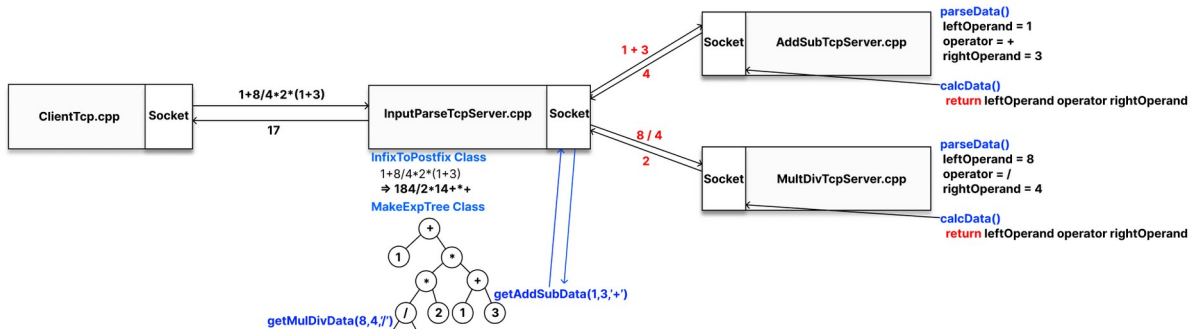 ClientTcp.cpp
Socket
1+8/4*2*(1+3)
17
InputParseTcpServer.cpp
Socket
InfixToPostfix Class
1+8/4*2*(1+3)
⇒ 184/2*14+*+
MakeExpTree Class
+
1
*
*
+
/
2
1
3
getMulDivData(8,4,'/')
getAddSubData(1,3,'+')
1 + 3
4
8 / 4
2
Socket
AddSubTcpServer.cpp
parseData()
leftOperand = 1
operator = +
rightOperand = 3
calcData()
return leftOperand operator rightOperand
Socket
MultDivTcpServer.cpp
parseData()
leftOperand = 8
operator = /
rightOperand = 4
calcData()
return leftOperand operator rightOperand